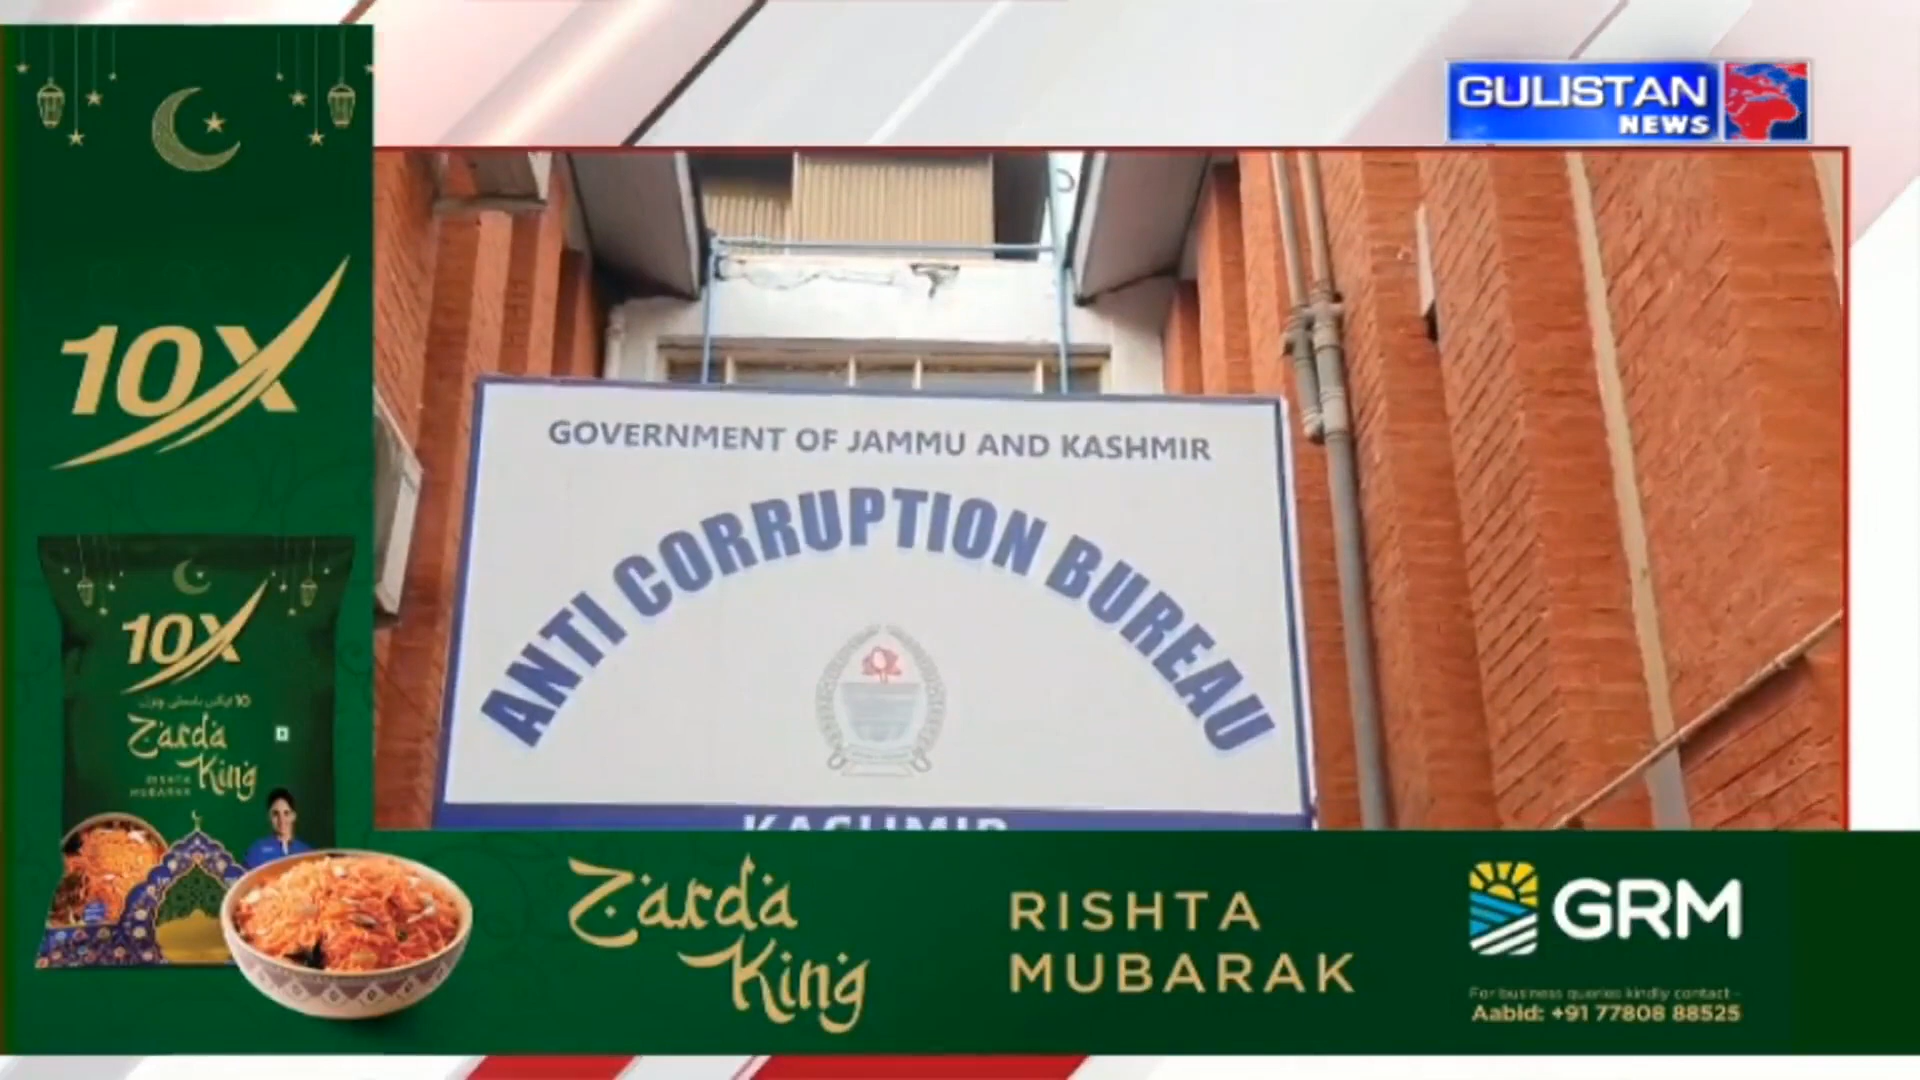 GULISTAN
NEWS
10X
GOVERNMENT OF JAMMU AND KASHMIR
ANTI CORRUPTION BUREAU
KASHMIR
10X
Zarda
King
RISHTA
MUBARAK
Zarda
King
RISHTA
MUBARAK
GRM
For business queries kindly contact:-
Aabid: +91 77808 88525